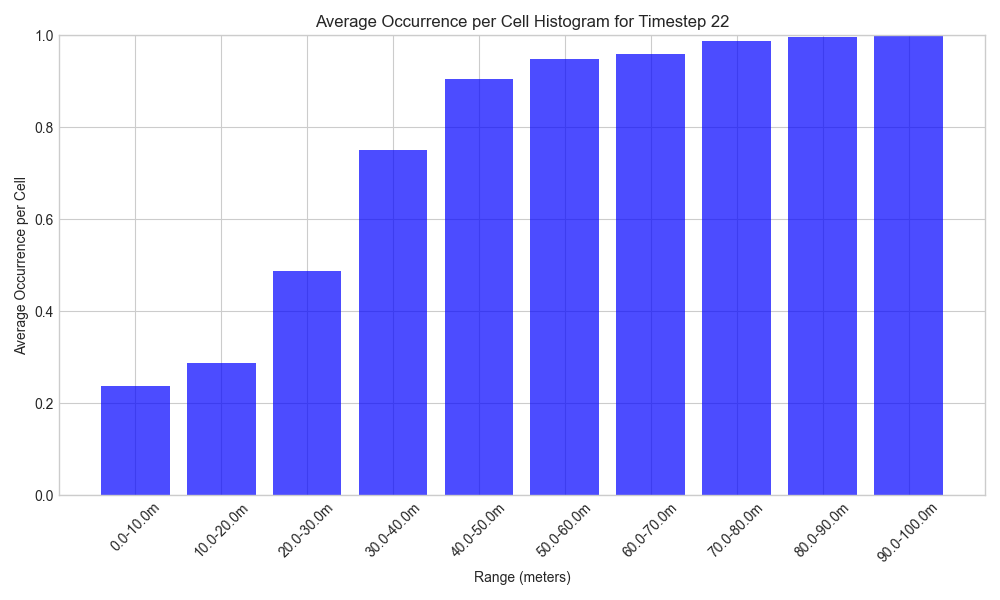 Average Occurrence per Cell Histogram for Timestep 22
Average Occurrence per Cell
1.0
0.8
0.6
0.4
0.2
0.0
0.0-10.0m
10.0-20.0m
20.0-30.0m
30.0-40.0m
40.0-50.0m
50.0-60.0m
60.0-70.0m
70.0-80.0m
80.0-90.0m
90.0-100.0m
Range (meters)